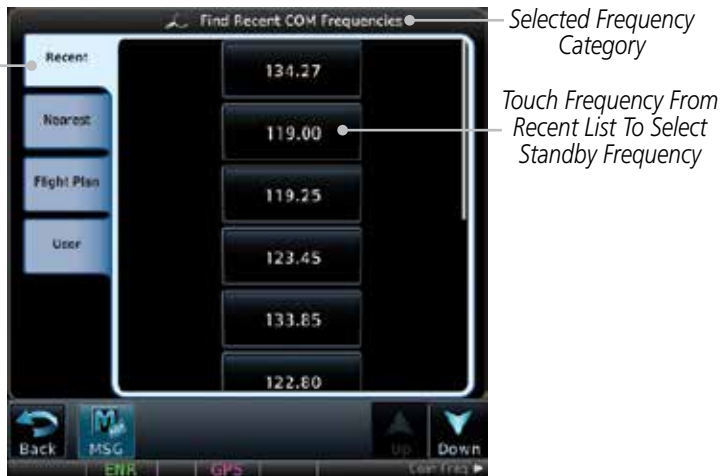 Find Recent COM Frequencies
Selected Frequency
Category
Recent
134.27
Nearest
119.00
Touch Frequency From
Recent List To Select
Standby Frequency
Flight Plan
119.25
User
123.45
133.85
122.80
Back
MSG
Up
Down
ENR
GPS
Com Freq